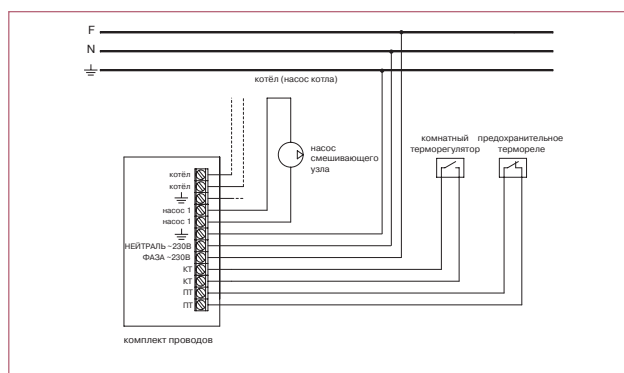 F
N
котёл (насос котла)
насос
смешивающего
узла
комнатный
терморегулятор
предохранительное
термореле
котёл
котёл
насос 1
насос 1
НЕЙТРАЛЬ ~230В
ФАЗА ~230В
КТ
КТ
ПТ
ПТ
комплект проводов